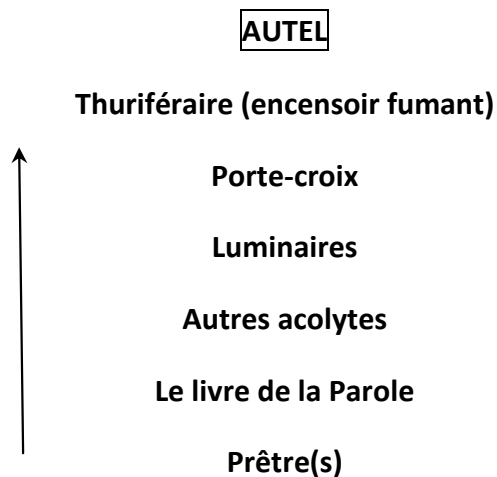 AUTEL
Thuriféraire (encensoir fumant)
Porte-croix
Luminaires
Autres acolytes
Le livre de la Parole
Prêtre(s)